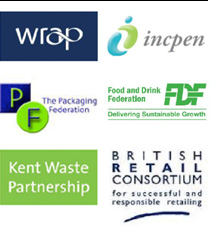 wrap
incpen
PF
The Packaging
Federation
Food and Drink
Federation
FDF
Delivering Sustainable Growth
Kent Waste
Partnership
BRITISH
RETAIL
CONSORTIUM
for successful and
responsible retailing